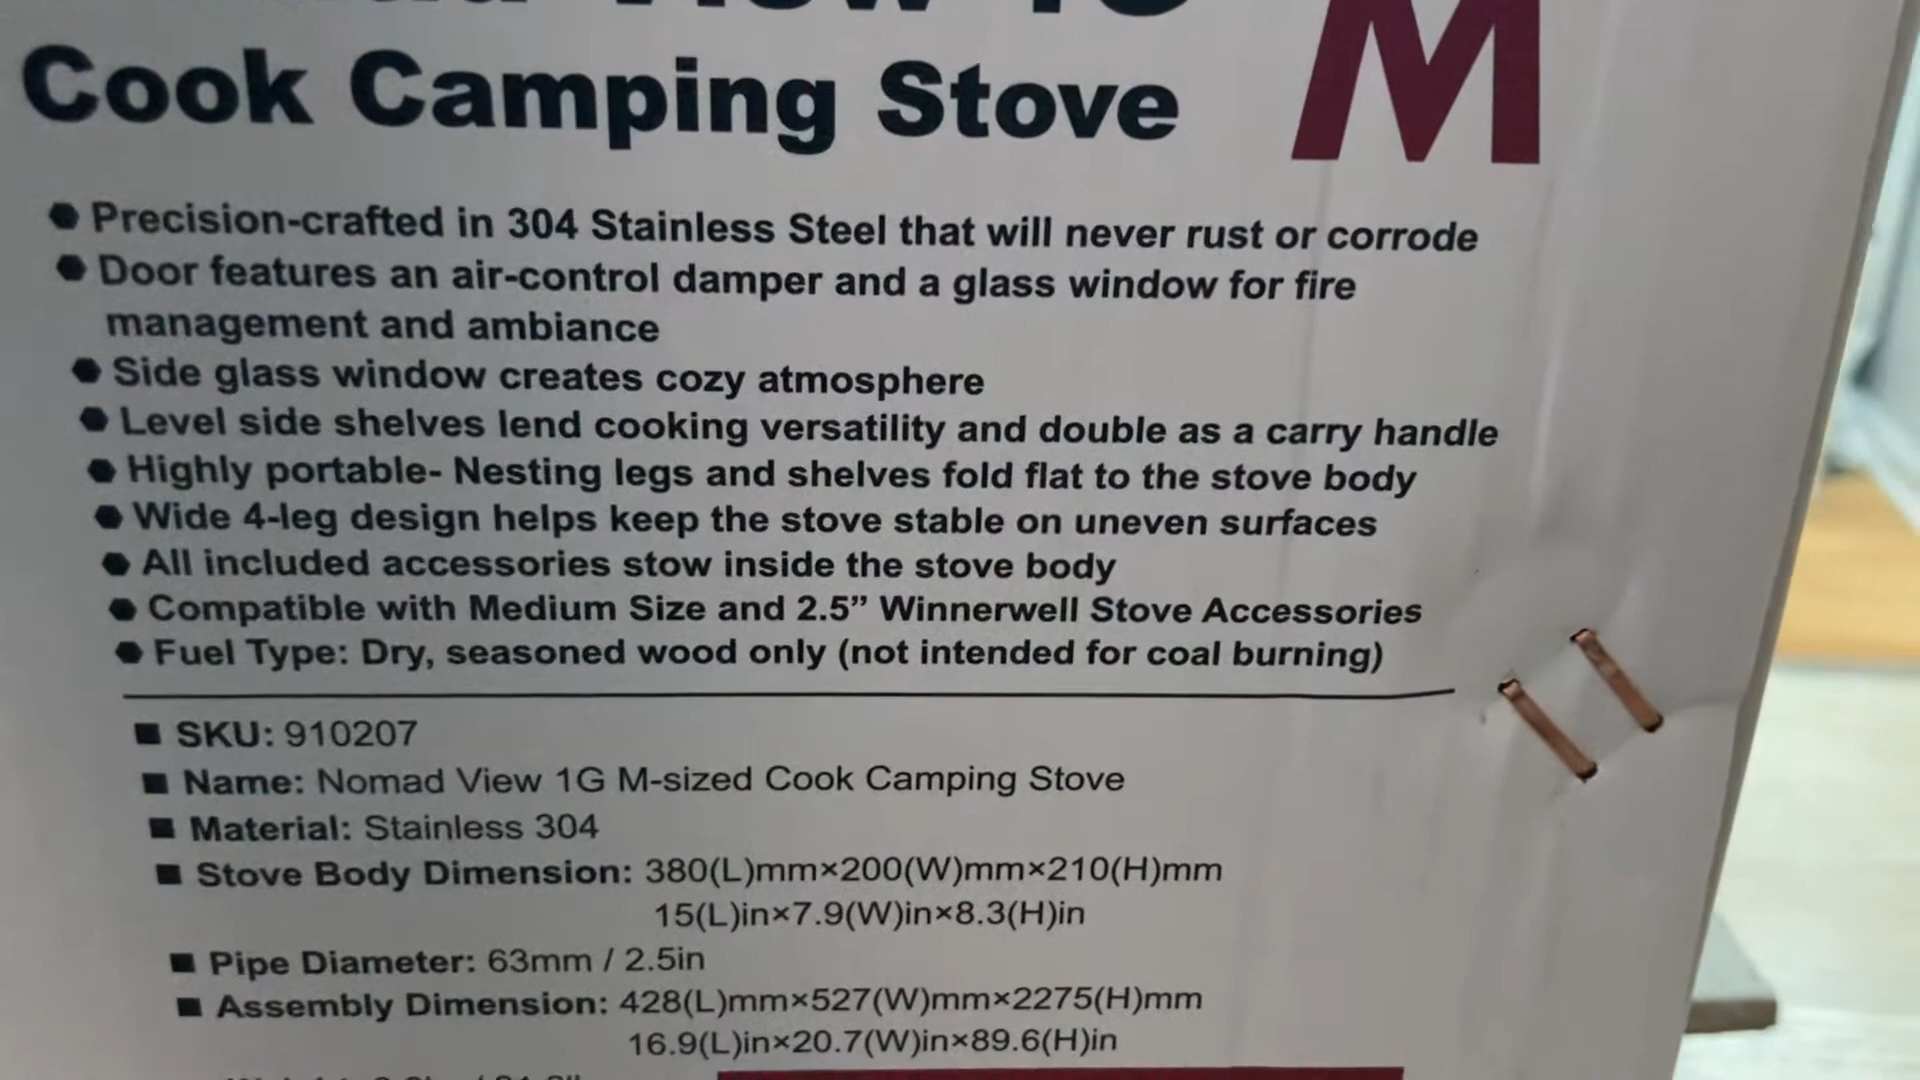 Cook Camping Stove
M
Precision-crafted in 304 Stainless Steel that will never rust or corrode
Door features an air-control damper and a glass window for fire
management and ambiance
Side glass window creates cozy atmosphere
Level side shelves lend cooking versatility and double as a carry handle
Highly portable- Nesting legs and shelves fold flat to the stove body
Wide 4-leg design helps keep the stove stable on uneven surfaces
All included accessories stow inside the stove body
Compatible with Medium Size and 2.5” Winnerwell Stove Accessories
Fuel Type: Dry, seasoned wood only (not intended for coal burning)
SKU: 910207
Name: Nomad View 1G M-sized Cook Camping Stove
Material: Stainless 304
Stove Body Dimension: 380(L)mm×200(W)mm×210(H)mm
15(L)in×7.9(W)in×8.3(H)in
Pipe Diameter: 63mm / 2.5in
Assembly Dimension: 428(L)mm×527(W)mm×2275(H)mm
16.9(L)in×20.7(W)in×89.6(H)in